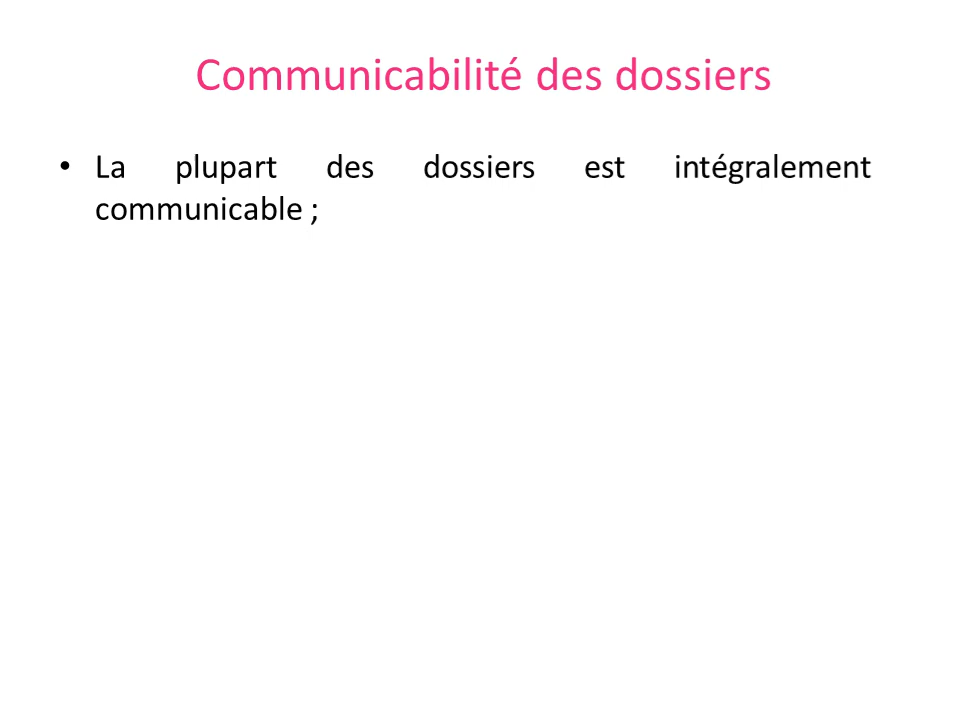 Communicabilité des dossiers
• La plupart des dossiers est intégralement
communicable ;